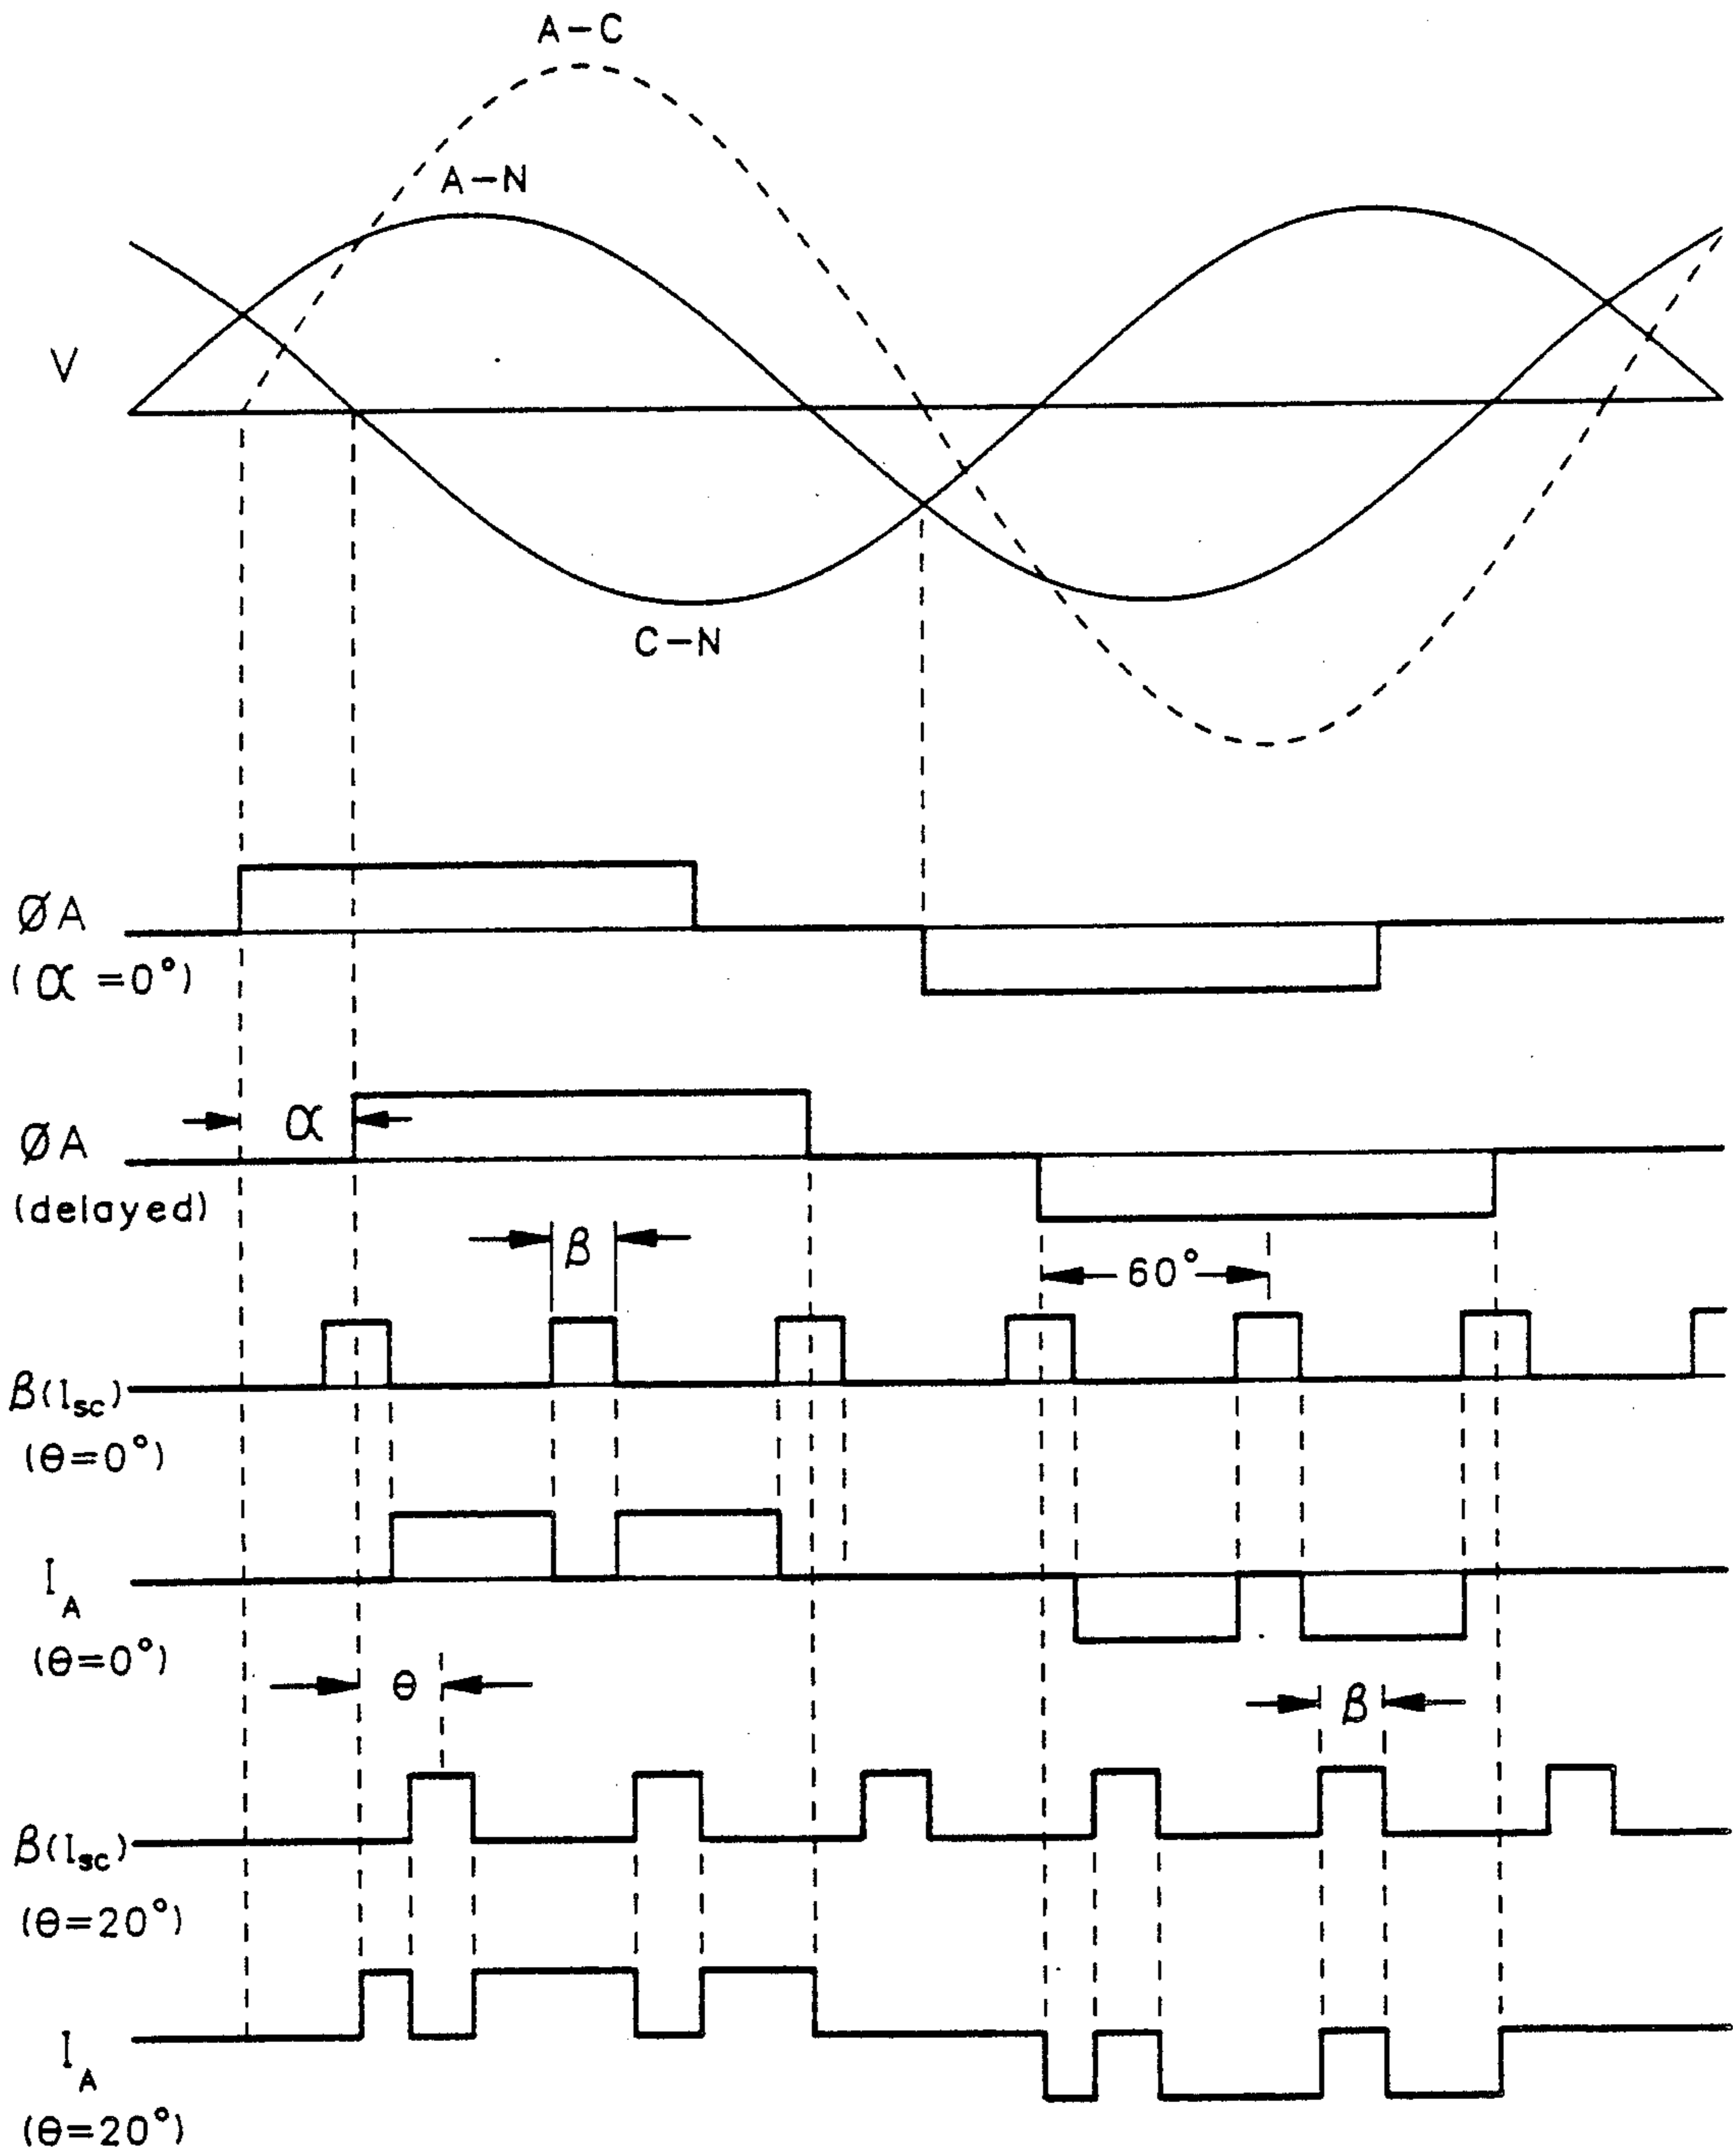 A–C
A–N
V
C–N
ØA
(α=0°)
α
ØA
(delayed)
β
60°
β(Isc)
(θ=0°)
IA
(θ=0°)
θ
β
β(Isc)
(θ=20°)
IA
(θ=20°)